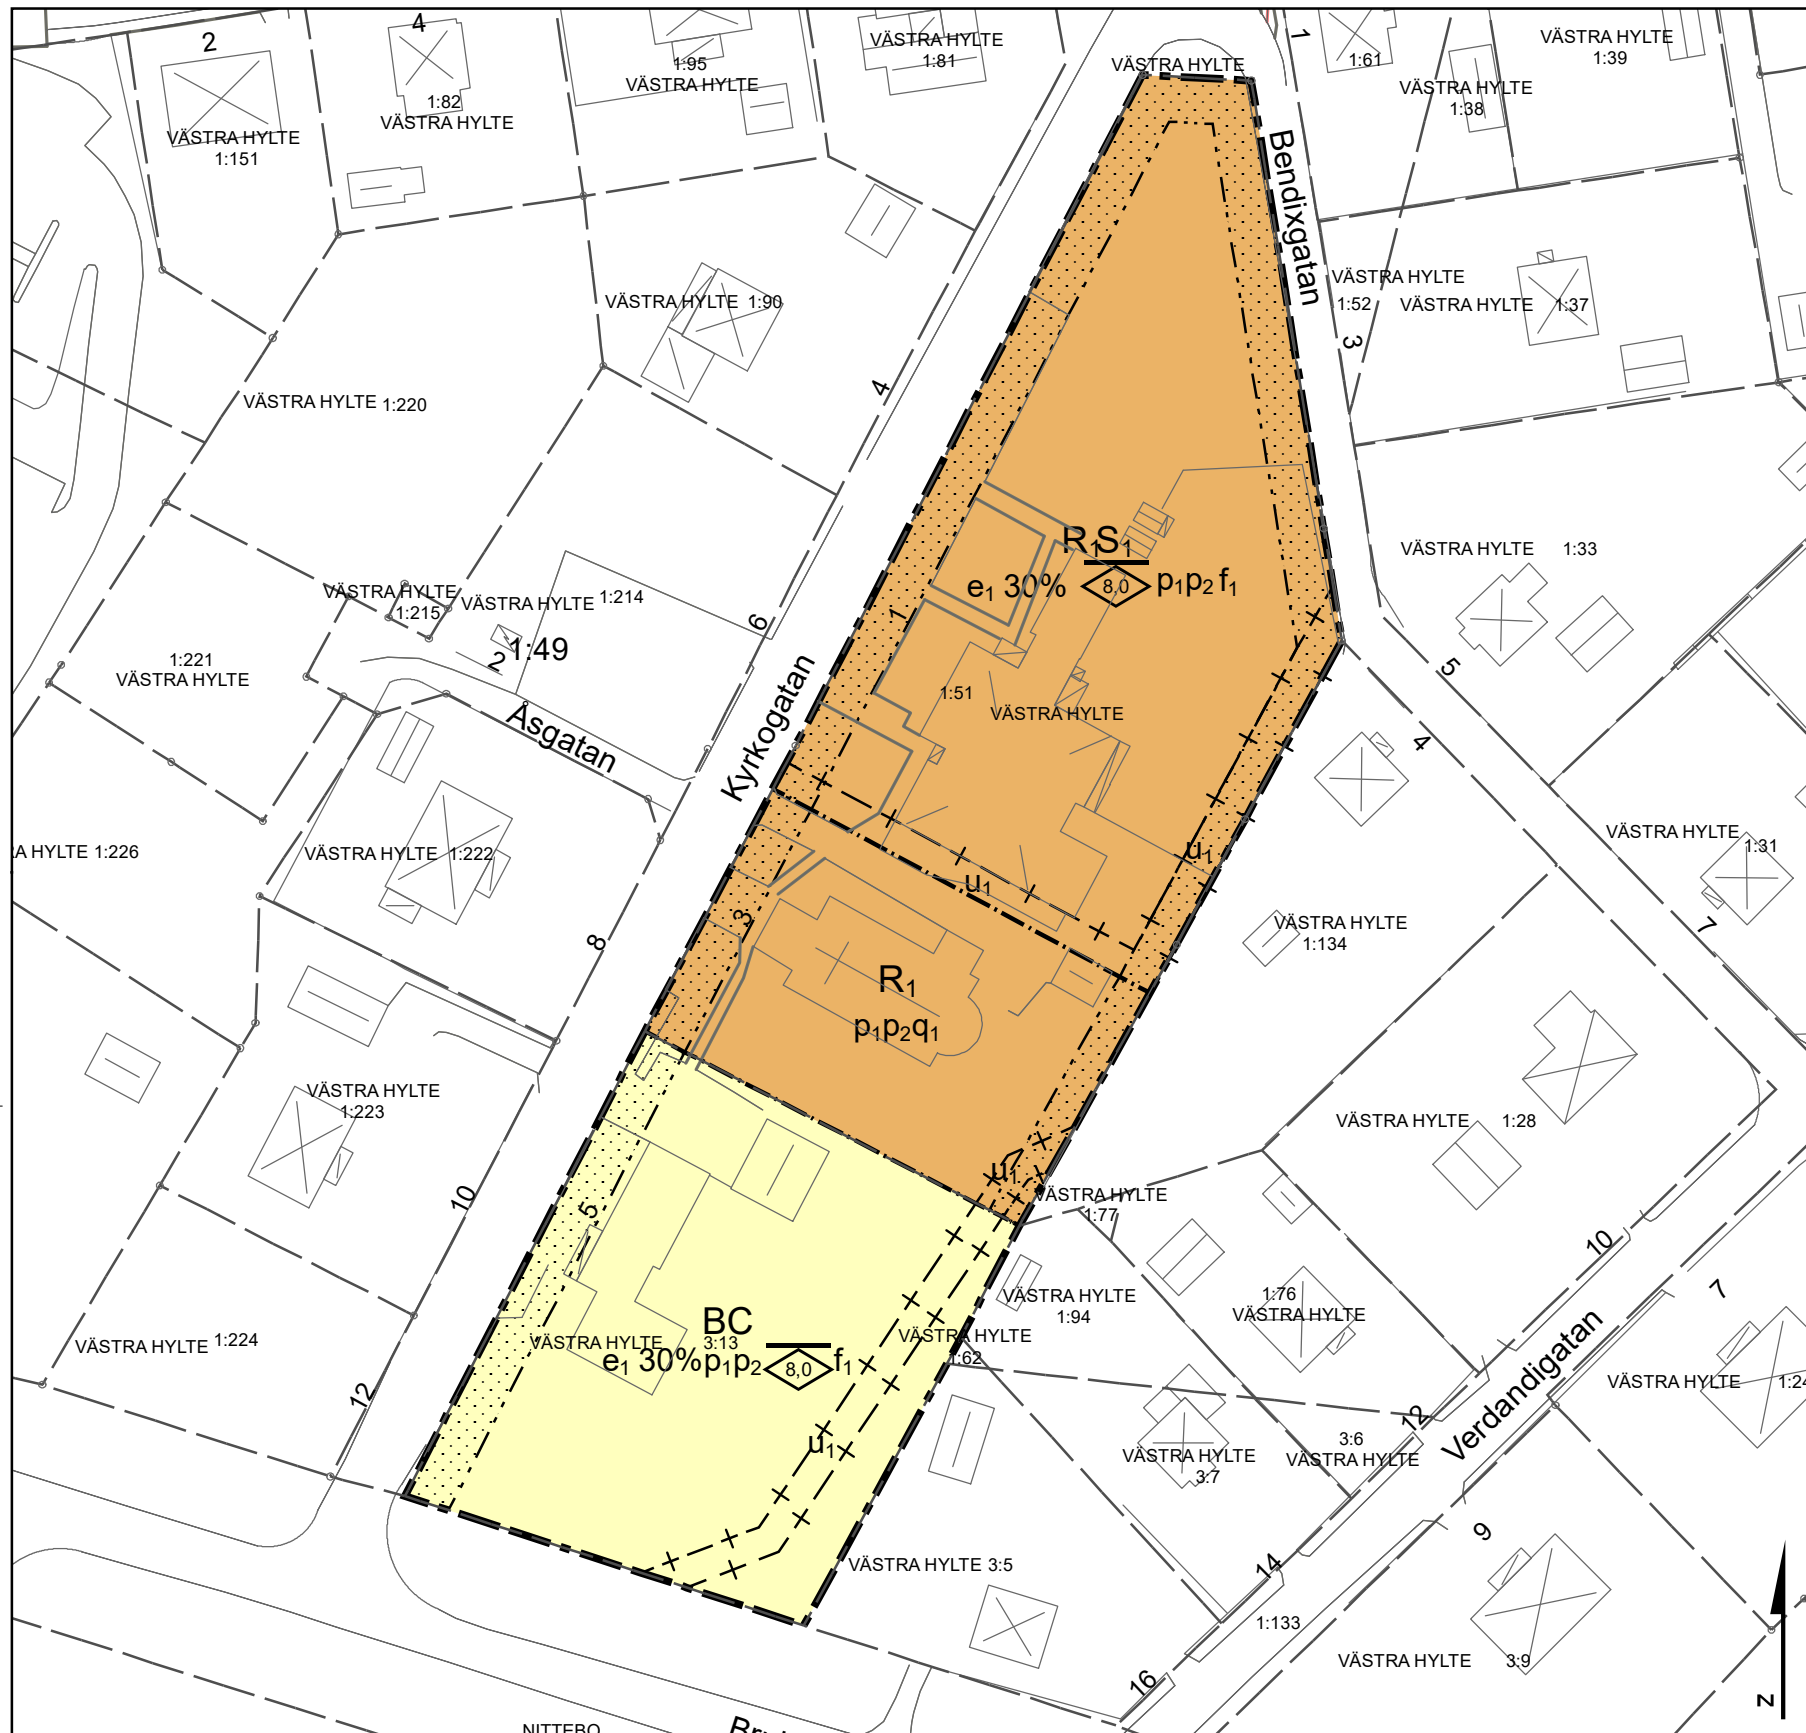 2
4
1:95
VÄSTRA HYLTE
VÄSTRA HYLTE
1:81
VÄSTRA HYLTE
1
1:61
VÄSTRA HYLTE
1:39
VÄSTRA HYLTE
1:38
1:82
VÄSTRA HYLTE
VÄSTRA HYLTE
1:151
Bendixgatan
VÄSTRA HYLTE
1:52
VÄSTRA HYLTE 1:37
3
VÄSTRA HYLTE 1:90
VÄSTRA HYLTE 1:220
4
R1S1
e1 30% 8,0 p1p2 f1
VÄSTRA HYLTE 1:33
VÄSTRA HYLTE
1:215
VÄSTRA HYLTE 1:214
1:49
2
6
1
1:221
VÄSTRA HYLTE
5
1:51
VÄSTRA HYLTE
Åsgatan
Kyrkogatan
4
VÄSTRA HYLTE
1:31
A HYLTE 1:226
VÄSTRA HYLTE 1:222
u1
u1
3
8
VÄSTRA HYLTE
1:134
7
R1
p1p2q1
VÄSTRA HYLTE
1:223
VÄSTRA HYLTE 1:28
u1
VÄSTRA HYLTE
1:77
10
5
10
7
VÄSTRA HYLTE
1:94
1:76
VÄSTRA HYLTE
VÄSTRA HYLTE 1:224
BC
VÄSTRA HYLTE 3:13
e1 30%p1p2 8,0 f1
VÄSTRA HYLTE
1:62
12
VÄSTRA HYLTE 1:24
Verdandigatan
12
3:6
VÄSTRA HYLTE
VÄSTRA HYLTE
3:7
u1
9
VÄSTRA HYLTE 3:5
14
1:133
VÄSTRA HYLTE 3:9
16
N
NITTEBO